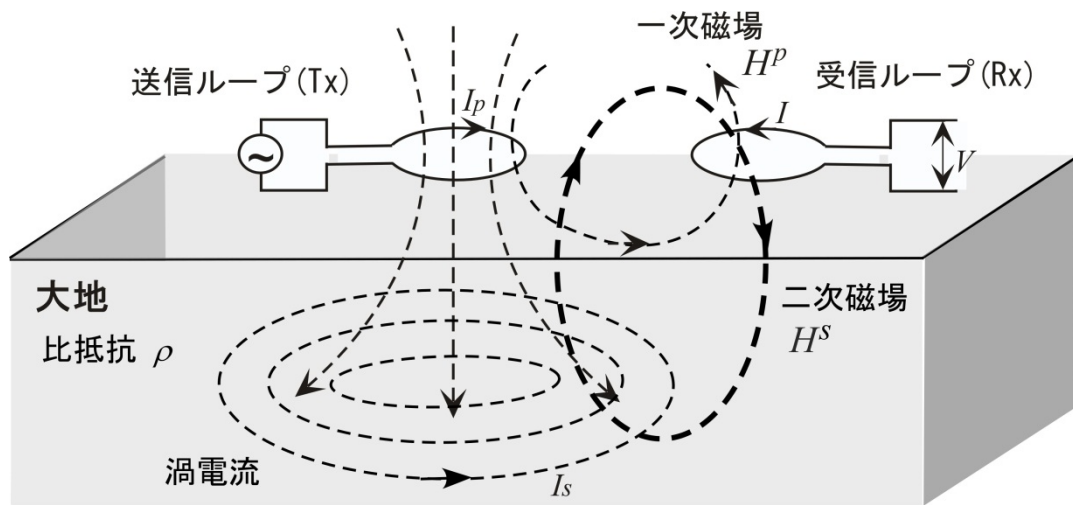 一次磁場
H^p
送信ループ(Tx)
受信ループ(Rx)
I_p
I
V
~
大地
比抵抗 ρ
二次磁場
H^s
渦電流
I_s